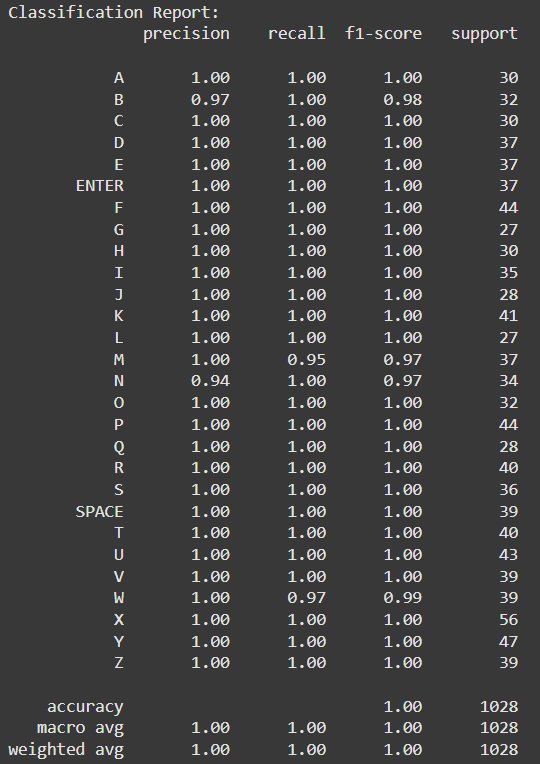 Classification Report:
precision recall f1-score support
A 1.00 1.00 1.00 30
B 0.97 1.00 0.98 32
C 1.00 1.00 1.00 30
D 1.00 1.00 1.00 37
E 1.00 1.00 1.00 37
ENTER 1.00 1.00 1.00 37
F 1.00 1.00 1.00 44
G 1.00 1.00 1.00 27
H 1.00 1.00 1.00 30
I 1.00 1.00 1.00 35
J 1.00 1.00 1.00 28
K 1.00 1.00 1.00 41
L 1.00 1.00 1.00 27
M 1.00 0.95 0.97 37
N 0.94 1.00 0.97 34
O 1.00 1.00 1.00 32
P 1.00 1.00 1.00 44
Q 1.00 1.00 1.00 28
R 1.00 1.00 1.00 40
S 1.00 1.00 1.00 36
SPACE 1.00 1.00 1.00 39
T 1.00 1.00 1.00 40
U 1.00 1.00 1.00 43
V 1.00 1.00 1.00 39
W 1.00 0.97 0.99 39
X 1.00 1.00 1.00 56
Y 1.00 1.00 1.00 47
Z 1.00 1.00 1.00 39
accuracy 1.00 1028
macro avg 1.00 1.00 1.00 1028
weighted avg 1.00 1.00 1.00 1028